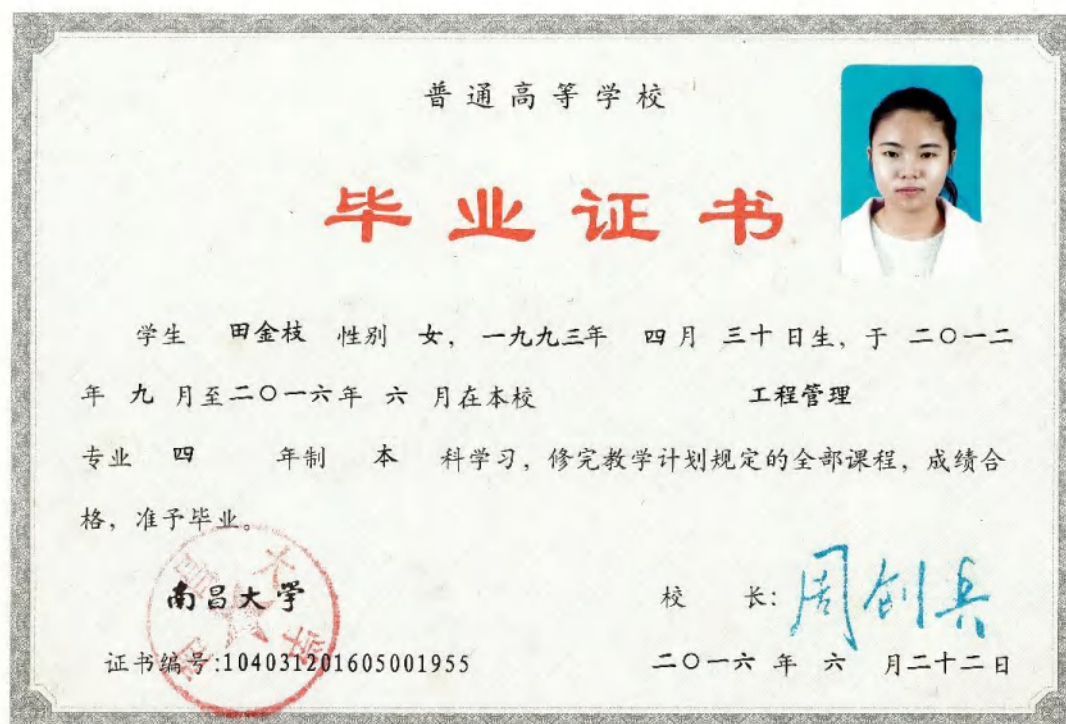 普通高等学校
毕业证书
学生 田金枝 性别 女，一九九三年 四月 三十日生，于 二〇一二
年 九 月至二〇一六年 六 月在本校 工程管理
专业 四 年制 本 科学习，修完教学计划规定的全部课程，成绩合
格，准予毕业。
南昌大学
校 长：周创兵
证书编号:104031201605001955
二〇一六 年 六 月二十二日
南昌大学